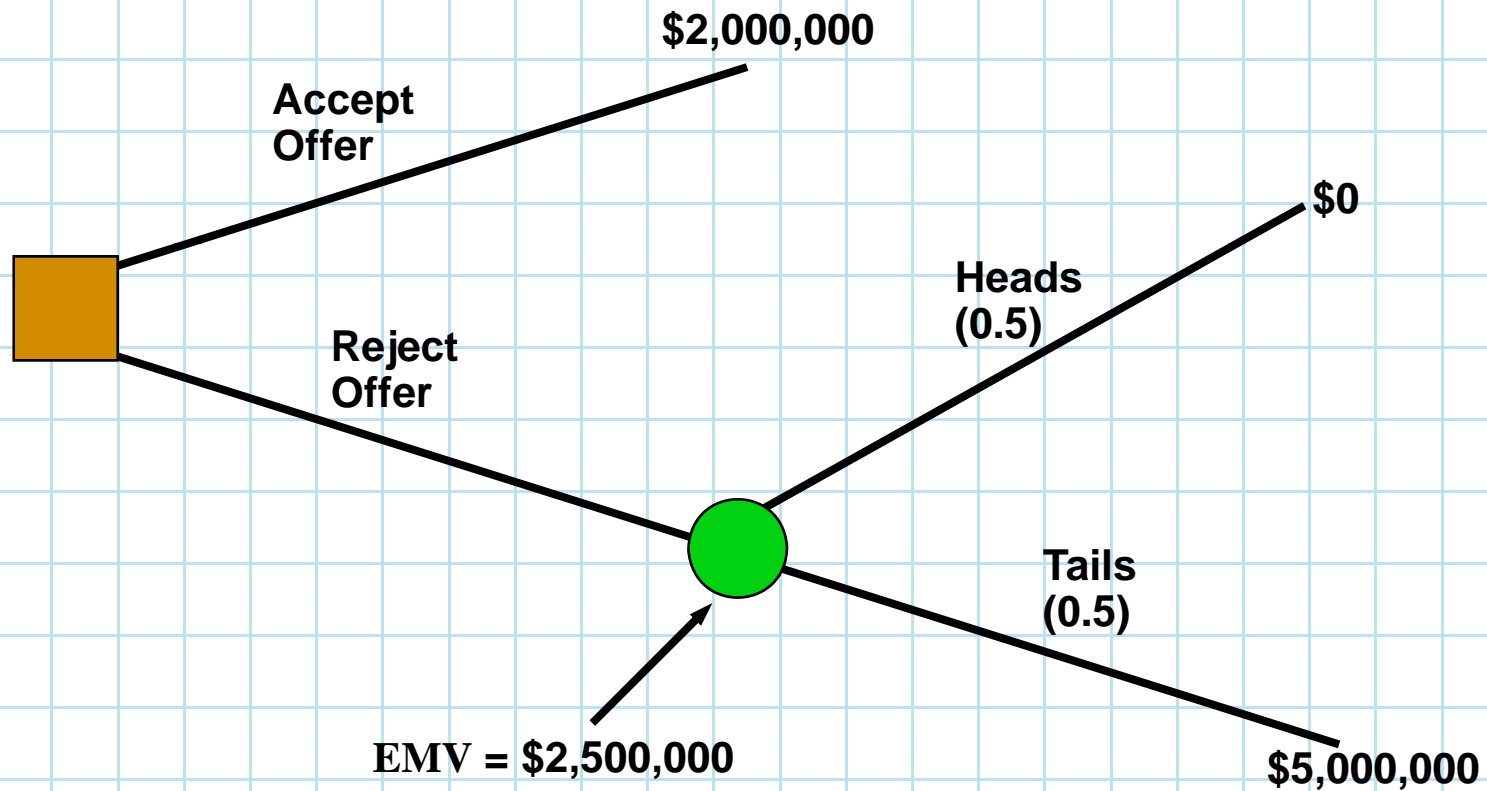 $2,000,000
Accept
Offer
$0
Heads
(0.5)
Reject
Offer
Tails
(0.5)
EMV = $2,500,000
$5,000,000